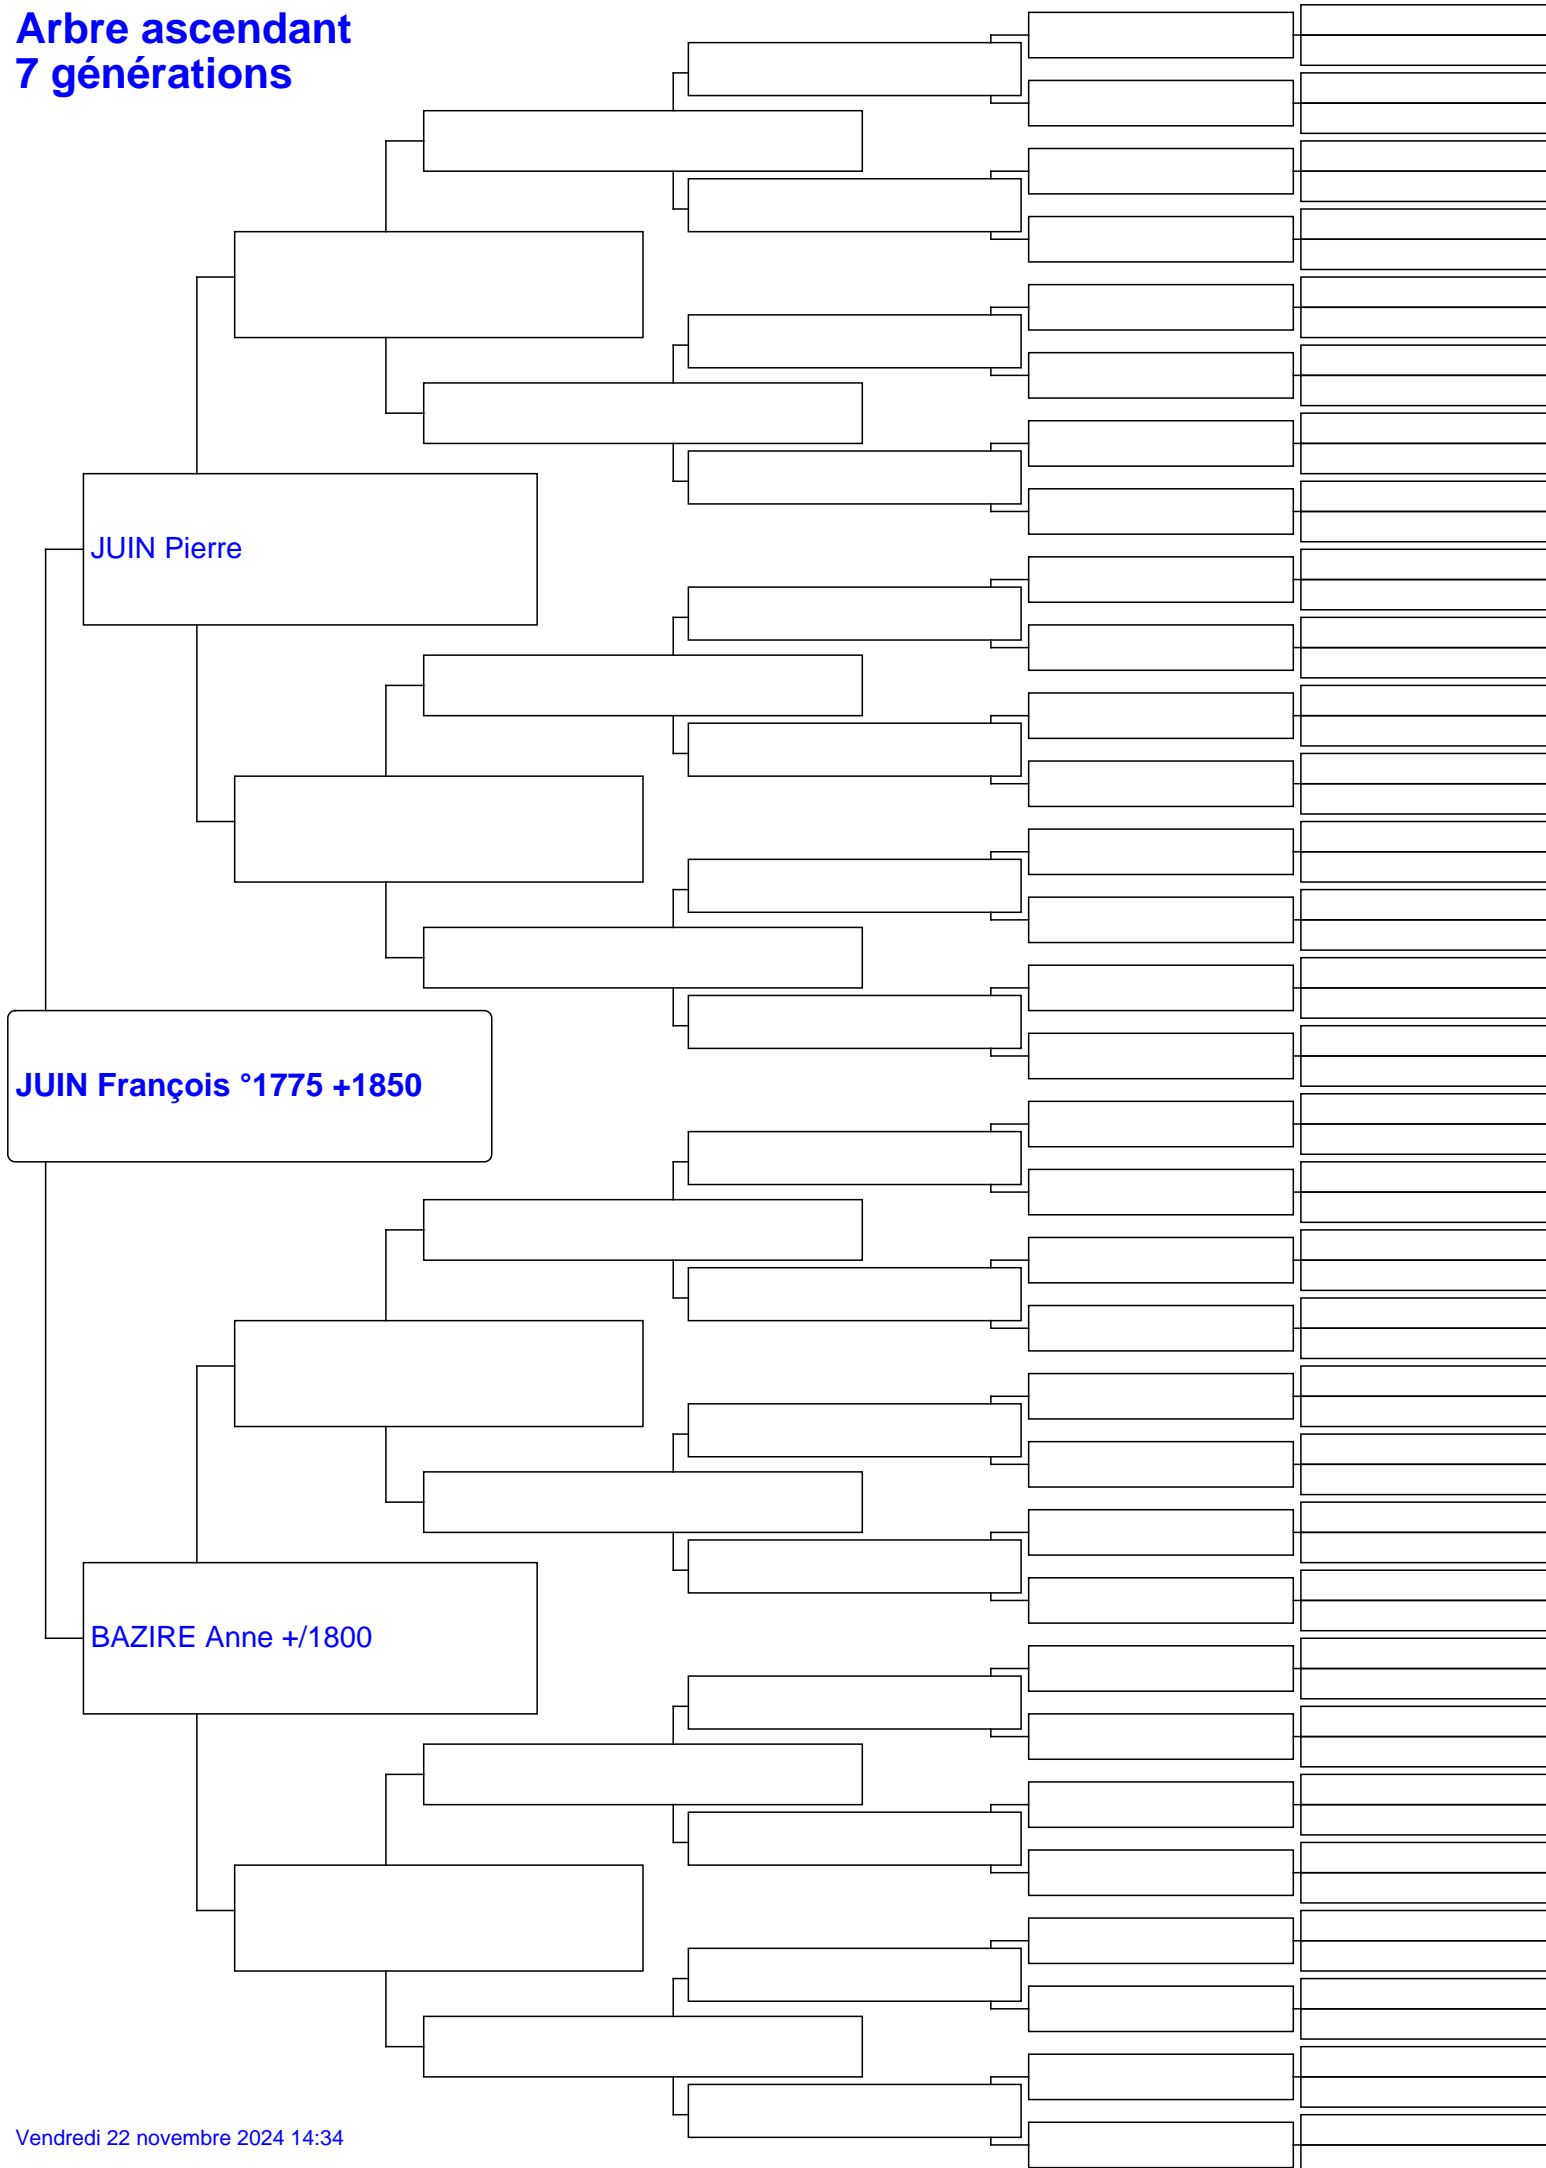 Arbre ascendant
7 générations
JUIN Pierre
JUIN François °1775 +1850
BAZIRE Anne +/1800
Vendredi 22 novembre 2024 14:34